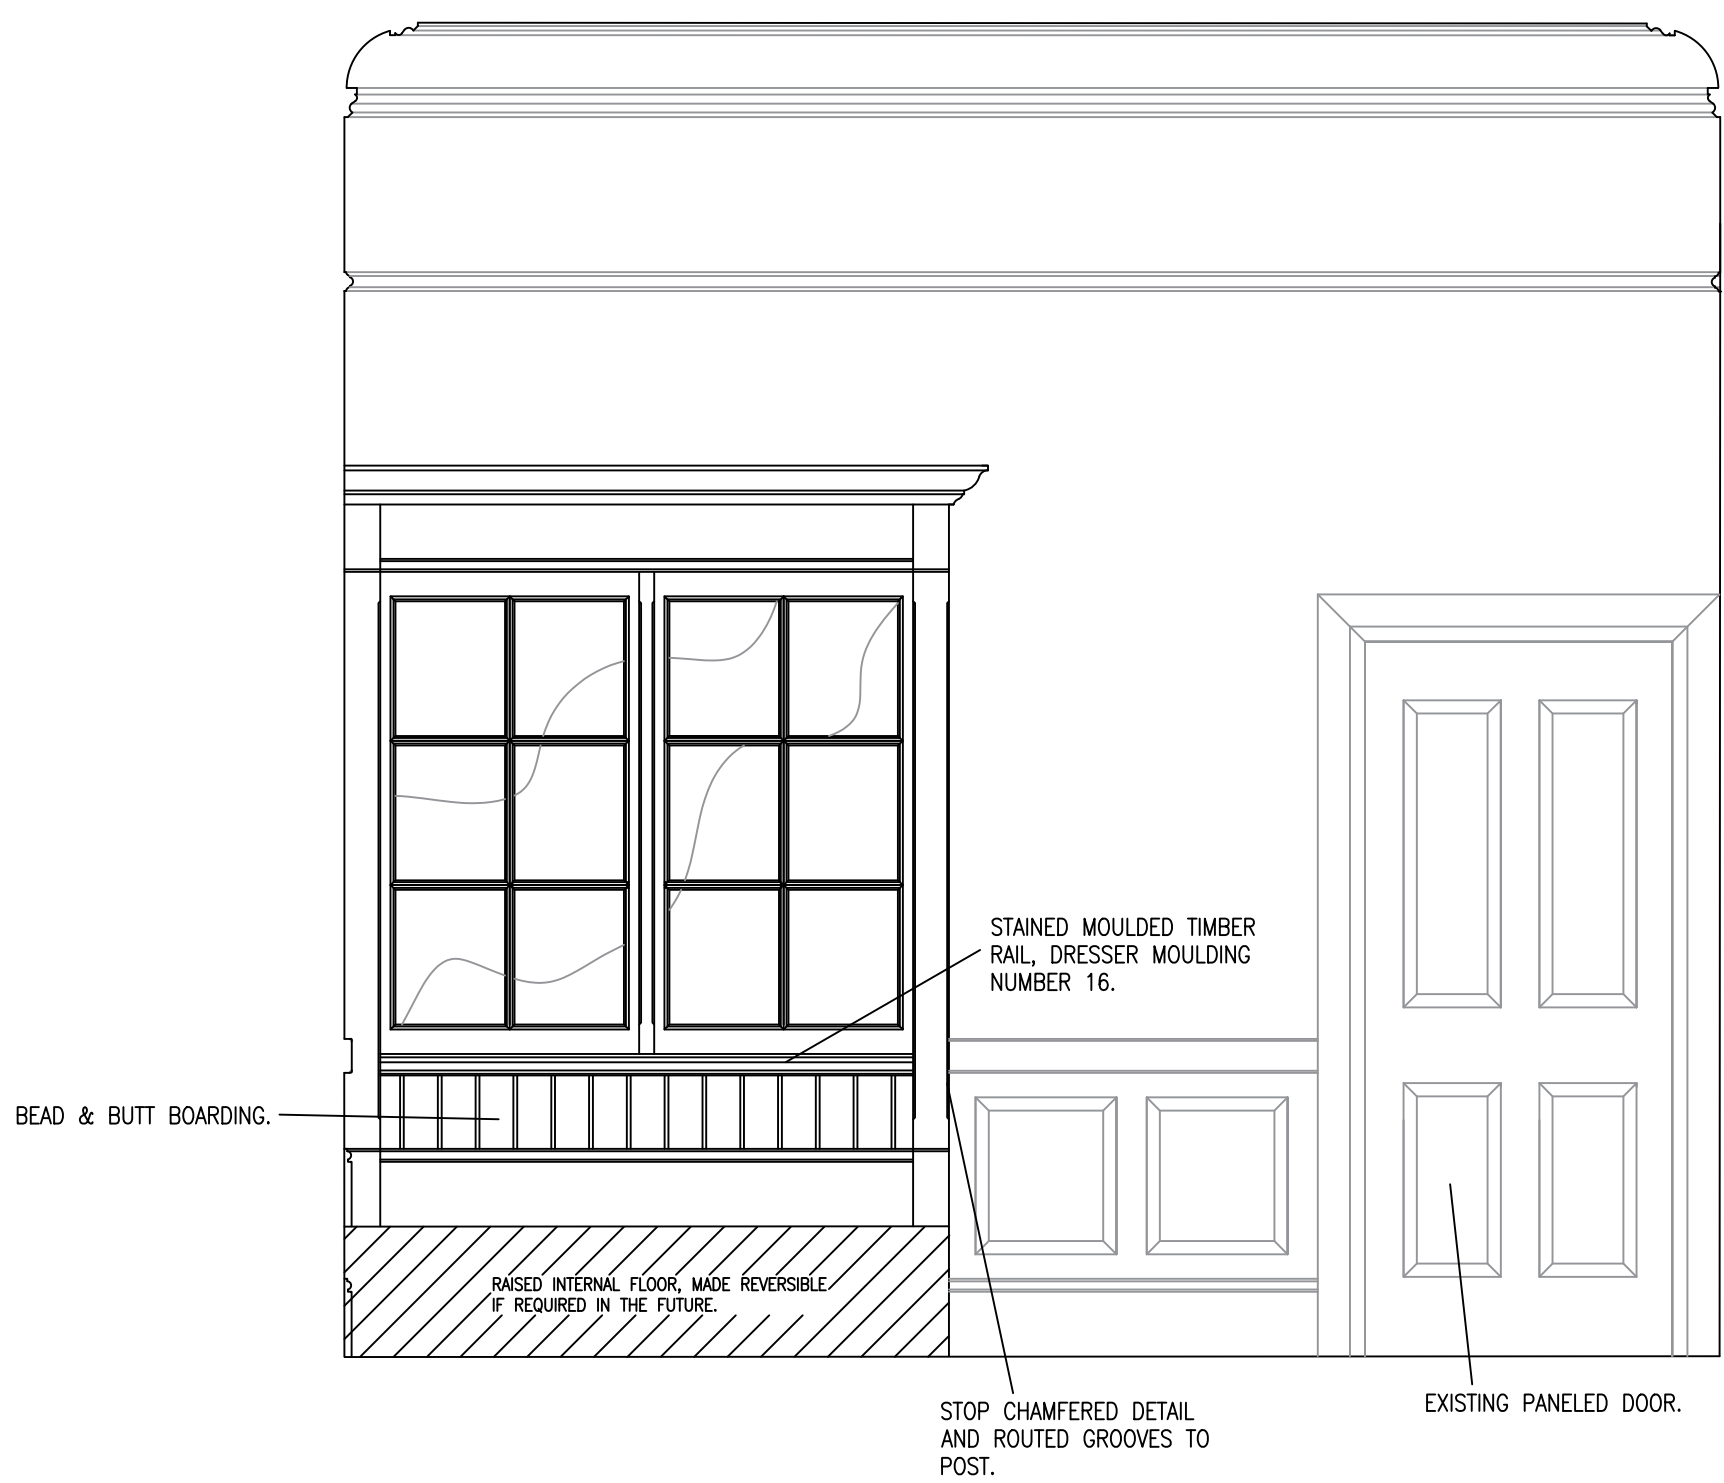 STAINED MOULDED TIMBER
RAIL, DRESSER MOULDING
NUMBER 16.
BEAD & BUTT BOARDING.
RAISED INTERNAL FLOOR, MADE REVERSIBLE
IF REQUIRED IN THE FUTURE.
STOP CHAMFERED DETAIL
AND ROUTED GROOVES TO
POST.
EXISTING PANELED DOOR.